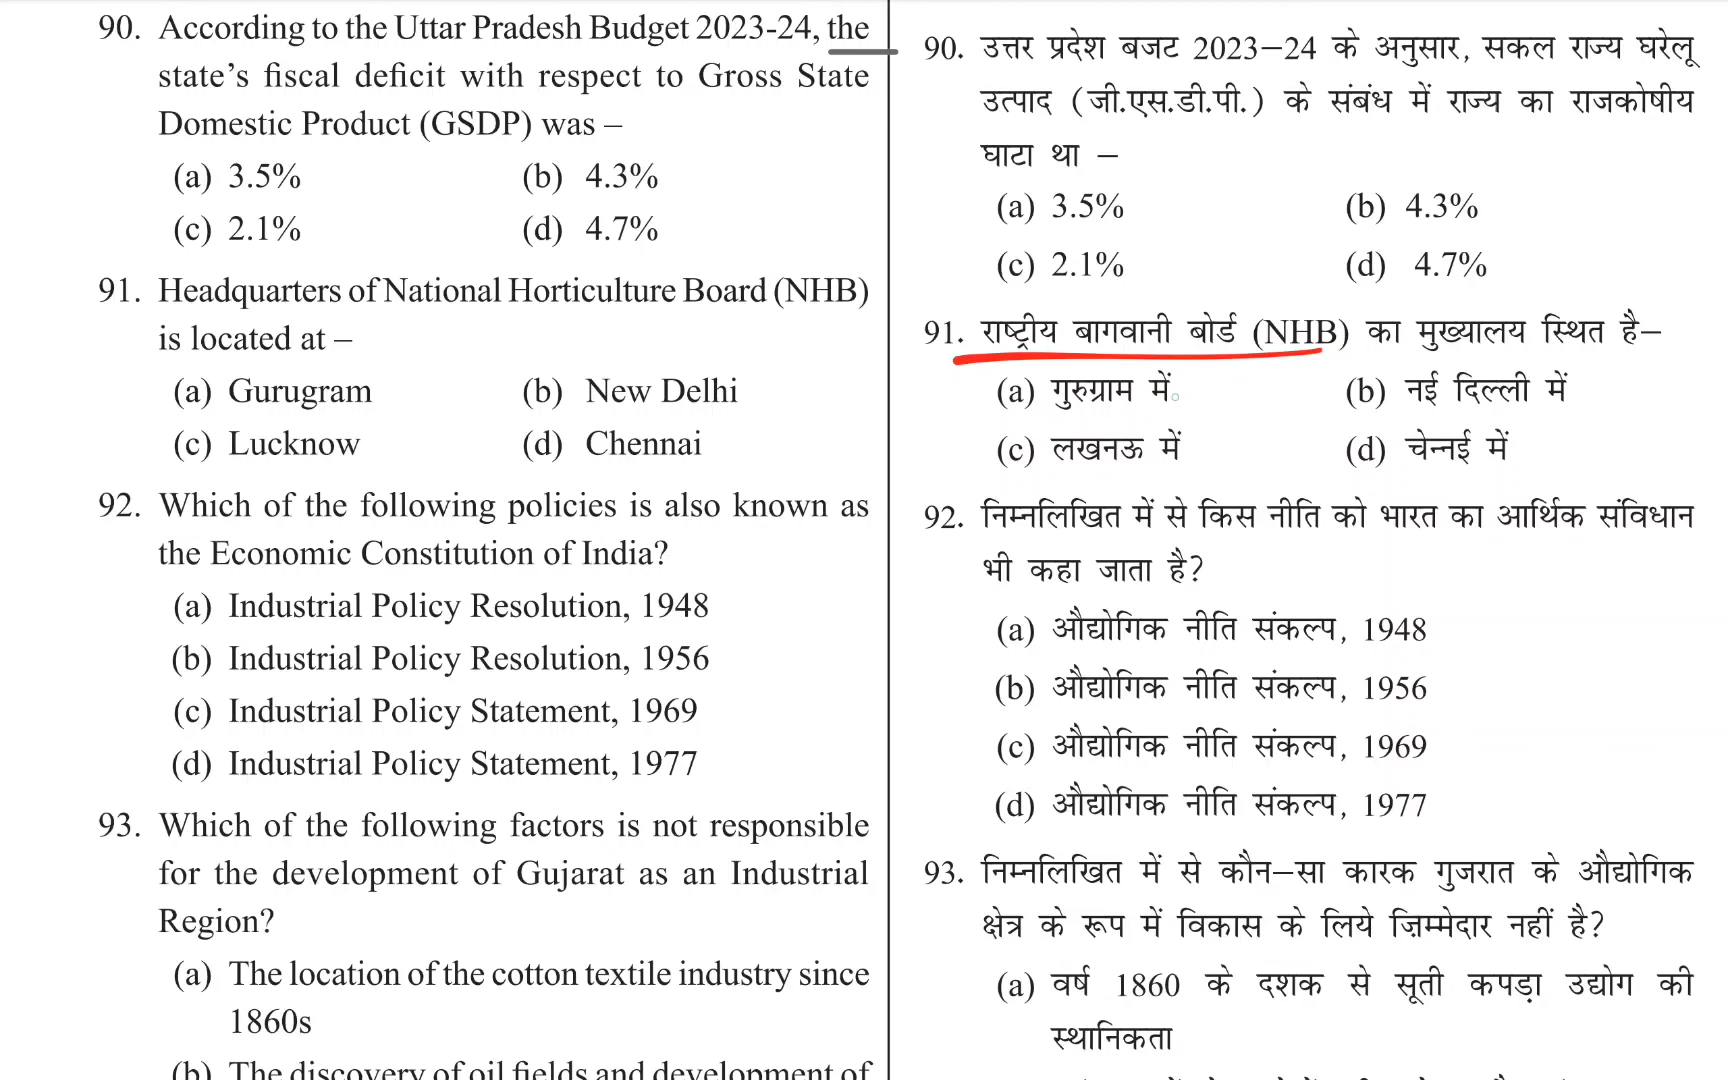 90. According to the Uttar Pradesh Budget 2023-24, the
state’s fiscal deficit with respect to Gross State
Domestic Product (GSDP) was –
(a) 3.5% (b) 4.3%
(c) 2.1% (d) 4.7%
91. Headquarters of National Horticulture Board (NHB)
is located at –
(a) Gurugram (b) New Delhi
(c) Lucknow (d) Chennai
92. Which of the following policies is also known as
the Economic Constitution of India?
(a) Industrial Policy Resolution, 1948
(b) Industrial Policy Resolution, 1956
(c) Industrial Policy Statement, 1969
(d) Industrial Policy Statement, 1977
93. Which of the following factors is not responsible
for the development of Gujarat as an Industrial
Region?
(a) The location of the cotton textile industry since
1860s
(b) The discovery of oil fields and development of
90. उत्तर प्रदेश बजट 2023–24 के अनुसार, सकल राज्य घरेलू
उत्पाद (जी.एस.डी.पी.) के संबंध में राज्य का राजकोषीय
घाटा था –
(a) 3.5% (b) 4.3%
(c) 2.1% (d) 4.7%
91. राष्ट्रीय बागवानी बोर्ड (NHB) का मुख्यालय स्थित है–
(a) गुरुग्राम में (b) नई दिल्ली में
(c) लखनऊ में (d) चेन्नई में
92. निम्नलिखित में से किस नीति को भारत का आर्थिक संविधान
भी कहा जाता है?
(a) औद्योगिक नीति संकल्प, 1948
(b) औद्योगिक नीति संकल्प, 1956
(c) औद्योगिक नीति संकल्प, 1969
(d) औद्योगिक नीति संकल्प, 1977
93. निम्नलिखित में से कौन–सा कारक गुजरात के औद्योगिक
क्षेत्र के रूप में विकास के लिये ज़िम्मेदार नहीं है?
(a) वर्ष 1860 के दशक से सूती कपड़ा उद्योग की
स्थानिकता